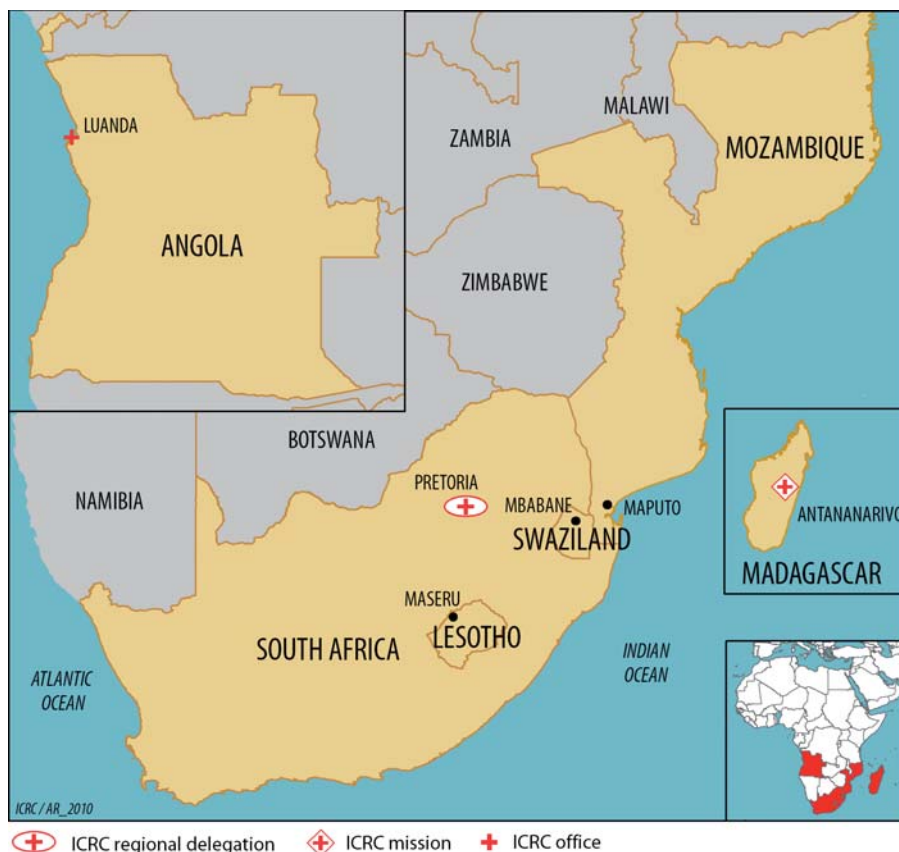 LUANDA
ANGOLA
ZAMBIA
MALAWI
MOZAMBIQUE
ZIMBABWE
BOTSWANA
NAMIBIA
PRETORIA
MBABANE
MAPUTO
SWAZILAND
MASERU
LESOTHO
SOUTH AFRICA
ANTANANARIVO
MADAGASCAR
ATLANTIC
OCEAN
INDIAN
OCEAN
ICRC / AR_2010
ICRC regional delegation
ICRC mission
ICRC office